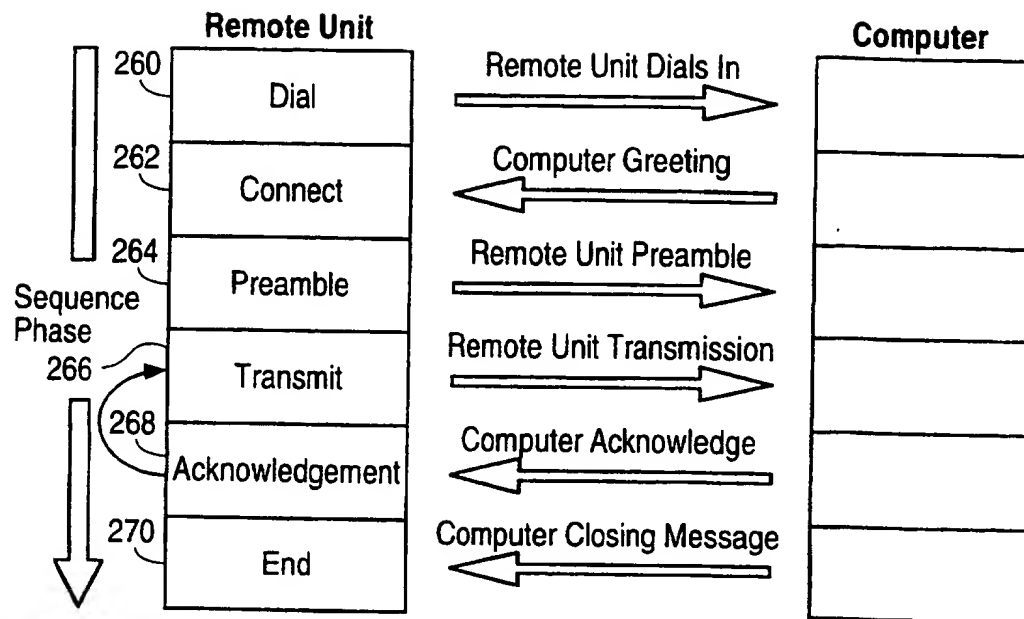 Remote Unit
Computer
260
Dial
Remote Unit Dials In
262
Connect
Computer Greeting
264
Preamble
Remote Unit Preamble
Sequence
Phase
266
Transmit
Remote Unit Transmission
268
Acknowledgement
Computer Acknowledge
270
End
Computer Closing Message